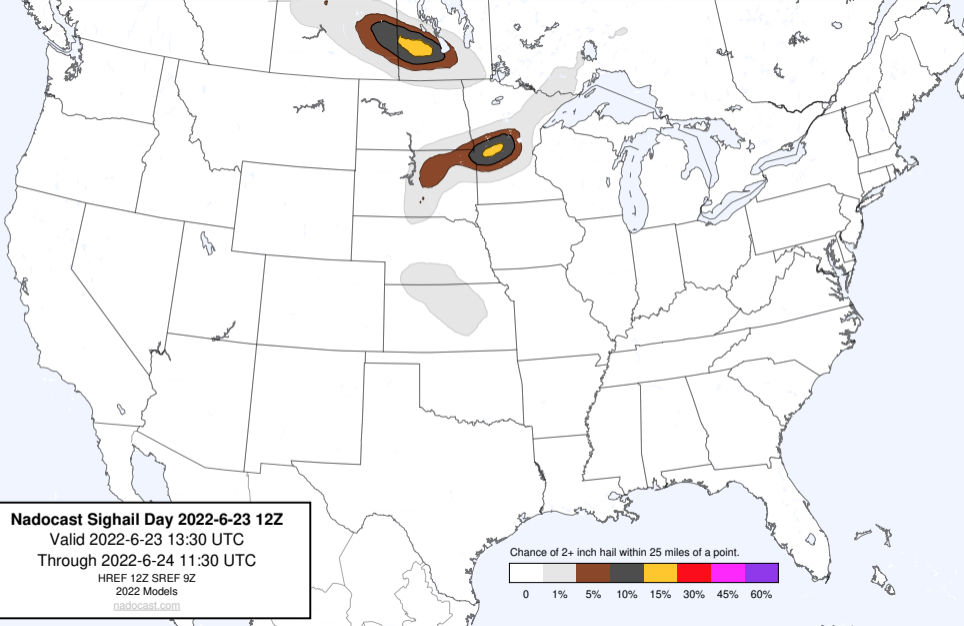 Nadocast Sighail Day 2022-6-23 12Z
Valid 2022-6-23 13:30 UTC
Through 2022-6-24 11:30 UTC
HREF 12Z SREF 9Z
2022 Models
nadocast.com
Chance of 2+ inch hail within 25 miles of a point.
0 1% 5% 10% 15% 30% 45% 60%